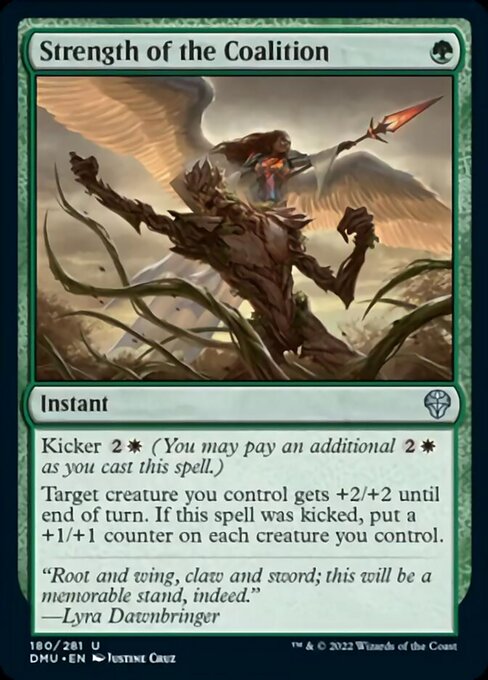 Strength of the Coalition
Instant
Kicker 2 (You may pay an additional 2
as you cast this spell.)
Target creature you control gets +2/+2 until
end of turn. If this spell was kicked, put a
+1/+1 counter on each creature you control.
“Root and wing, claw and sword; this will be a
memorable stand, indeed.”
—Lyra Dawnbringer
180/281 U
DMU • EN Justine Cruz
™ & © 2022 Wizards of the Coast